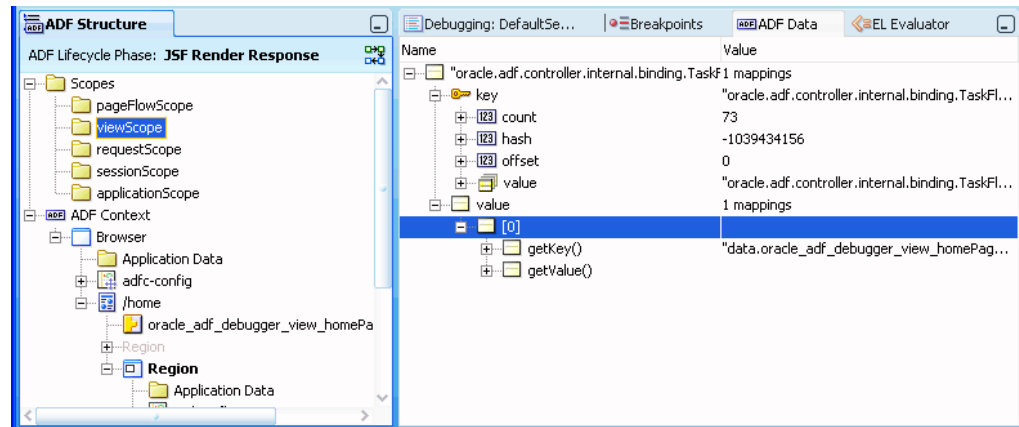 ADF Structure
ADF Lifecycle Phase: JSF Render Response
Scopes
pageFlowScope
viewScope
requestScope
sessionScope
applicationScope
ADF Context
Browser
Application Data
adfc-config
/home
oracle_adf_debugger_view_homePa
Region
Region
Application Data
Debugging: DefaultSe... Breakpoints ADF Data EL Evaluator
Name Value
"oracle.adf.controller.internal.binding.TaskF 1 mappings
key "oracle.adf.controller.internal.binding.TaskFl...
count 73
hash -1039434156
offset 0
value "oracle.adf.controller.internal.binding.TaskFl...
value 1 mappings
[0]
getKey() "data.oracle_adf_debugger_view_homePag...
getValue()